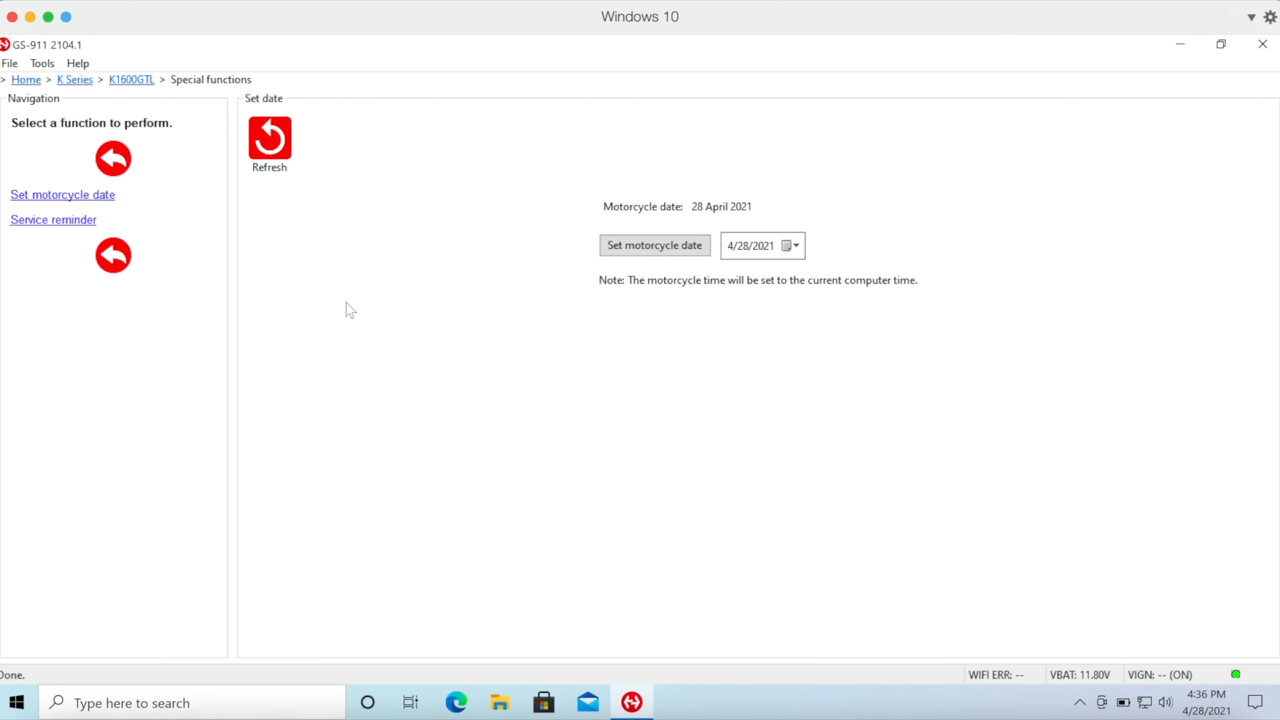 Windows 10
GS-911 2104.1
File Tools Help
> Home > K Series > K1600GTL > Special functions
Navigation
Select a function to perform.
Set motorcycle date
Service reminder
Set date
Refresh
Motorcycle date: 28 April 2021
Set motorcycle date 4/28/2021
Note: The motorcycle time will be set to the current computer time.
Done. WIFI ERR: -- VBAT: 11.80V VIGN: -- (ON)
Type here to search
4:36 PM
4/28/2021